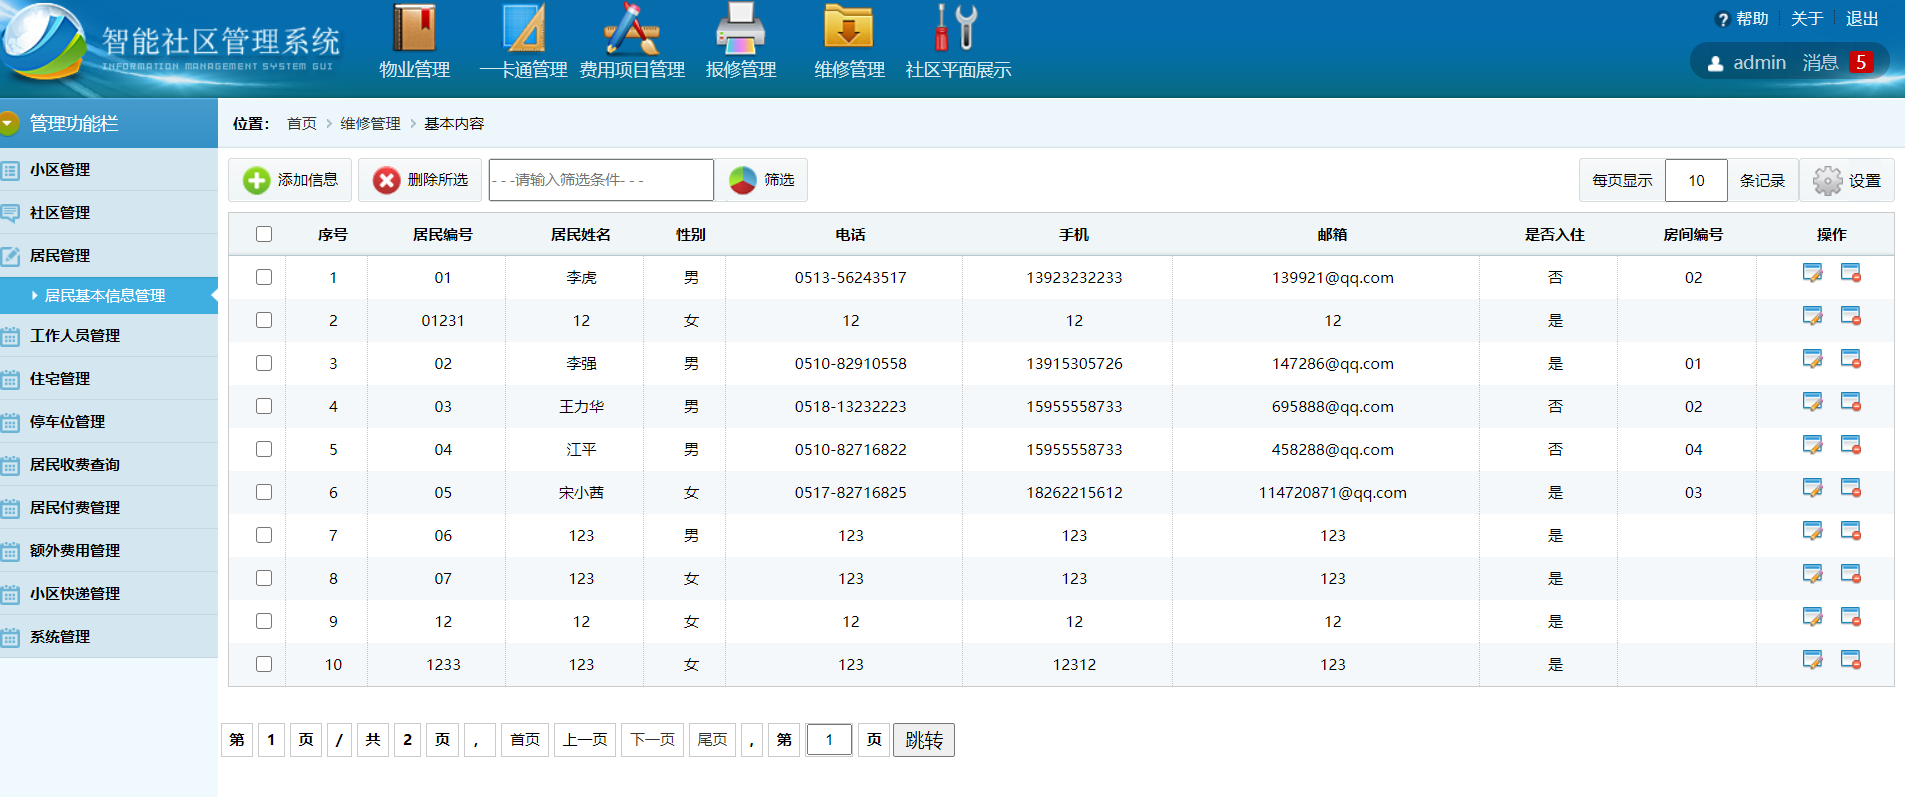 智能社区管理系统
INFORMATION MANAGEMENT SYSTEM GUI
物业管理 一卡通管理 费用项目管理 报修管理 维修管理 社区平面展示
帮助 关于 退出
admin 消息 5
管理功能栏
小区管理
社区管理
居民管理
居民基本信息管理
工作人员管理
住宅管理
停车位管理
居民收费查询
居民付费管理
额外费用管理
小区快递管理
系统管理
位置： 首页 维修管理 基本内容
添加信息 删除所选 - - -请输入筛选条件- - - 筛选 每页显示 10 条记录 设置
序号 居民编号 居民姓名 性别 电话 手机 邮箱 是否入住 房间编号 操作
1 01 李虎 男 0513-56243517 13923232233 139921@qq.com 否 02
2 01231 12 女 12 12 12 是
3 02 李强 男 0510-82910558 13915305726 147286@qq.com 是 01
4 03 王力华 男 0518-13232223 15955558733 695888@qq.com 否 02
5 04 江平 男 0510-82716822 15955558733 458288@qq.com 否 04
6 05 宋小茜 女 0517-82716825 18262215612 114720871@qq.com 是 03
7 06 123 男 123 123 123 是
8 07 123 女 123 123 123 是
9 12 12 女 12 12 12 是
10 1233 123 女 123 12312 123 是
第 1 页 / 共 2 页 ， 首页 上一页 下一页 尾页 , 第 1 页 跳转